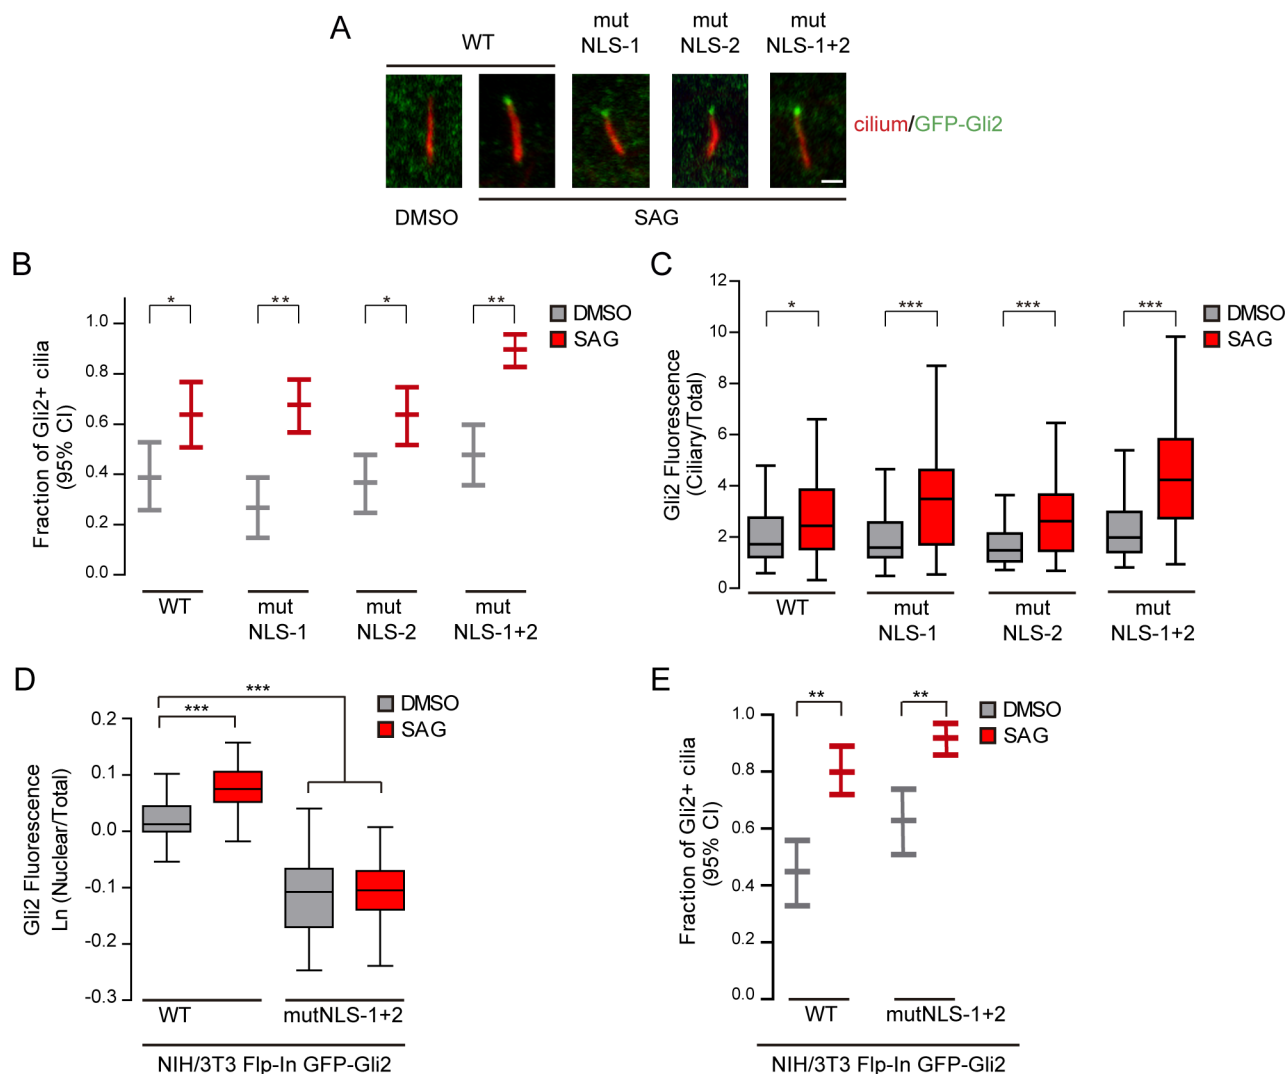 A
WT
mut
NLS-1
mut
NLS-2
mut
NLS-1+2
cilium/GFP-Gli2
DMSO
SAG
B
Fraction of Gli2+ cilia
(95% CI)
1.0
0.8
0.6
0.4
0.2
0.0
*
**
*
**
DMSO
SAG
WT
mut
NLS-1
mut
NLS-2
mut
NLS-1+2
C
Gli2 Fluorescence
(Ciliary/Total)
12
10
8
6
4
2
0
*
***
***
***
DMSO
SAG
WT
mut
NLS-1
mut
NLS-2
mut
NLS-1+2
D
Gli2 Fluorescence
Ln (Nuclear/Total)
0.2
0.1
0.0
-0.1
-0.2
-0.3
***
***
DMSO
SAG
WT
mutNLS-1+2
NIH/3T3 Flp-In GFP-Gli2
E
Fraction of Gli2+ cilia
(95% CI)
1.0
0.8
0.6
0.4
0.2
0.0
**
**
DMSO
SAG
WT
mutNLS-1+2
NIH/3T3 Flp-In GFP-Gli2